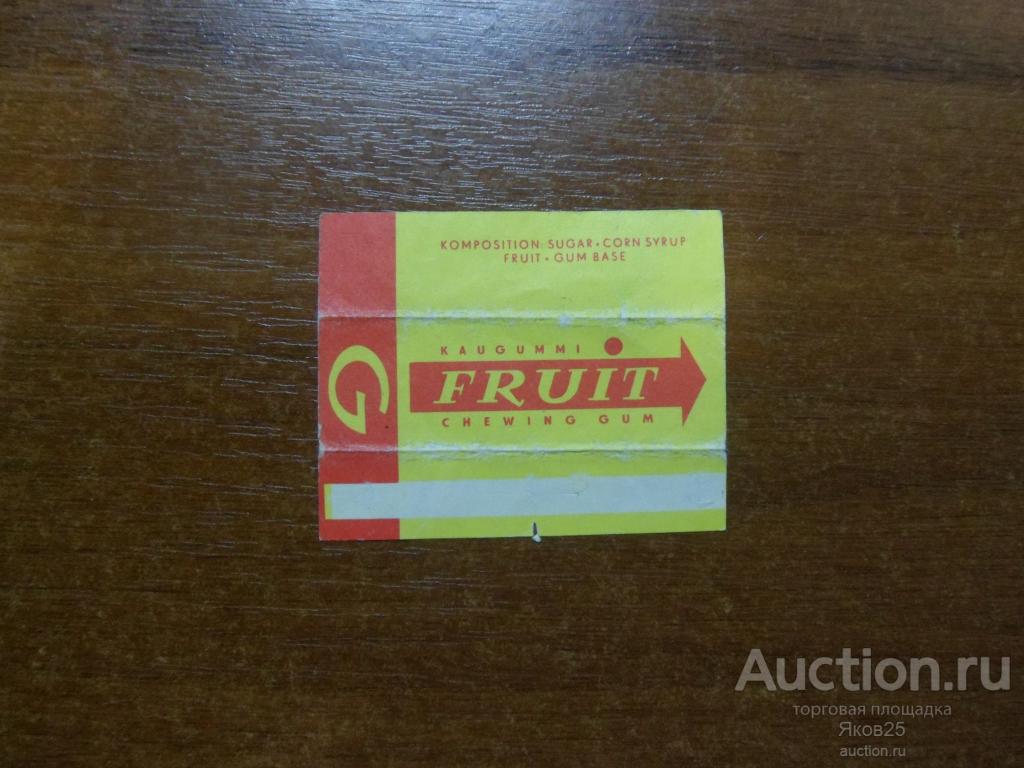 KOMPOSITION: SUGAR • CORN SYRUP
FRUIT • GUM BASE
G
KAUGUMMI
FRUIT
CHEWING GUM
Auction.ru
торговая площадка
Яков25
auction.ru